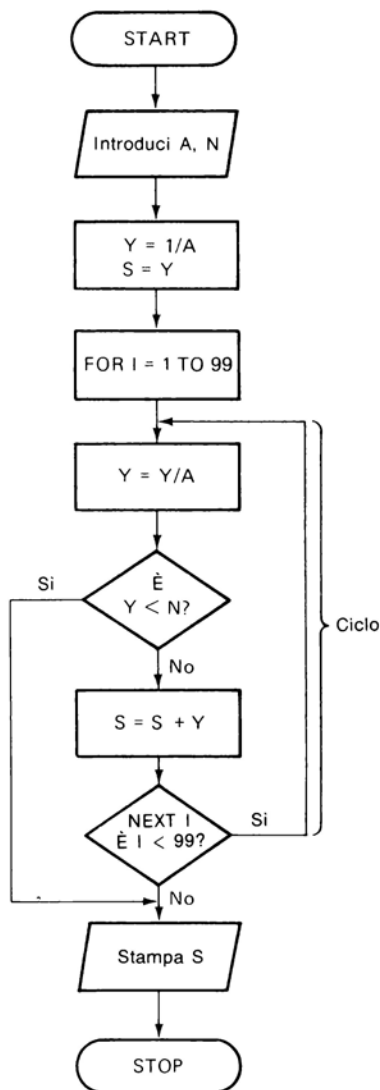 START
Introduci A, N
Y = 1/A
S = Y
FOR I = 1 TO 99
Y = Y/A
È
Y < N?
Si
No
S = S + Y
NEXT I
È I < 99?
Si
No
Ciclo
Stampa S
STOP